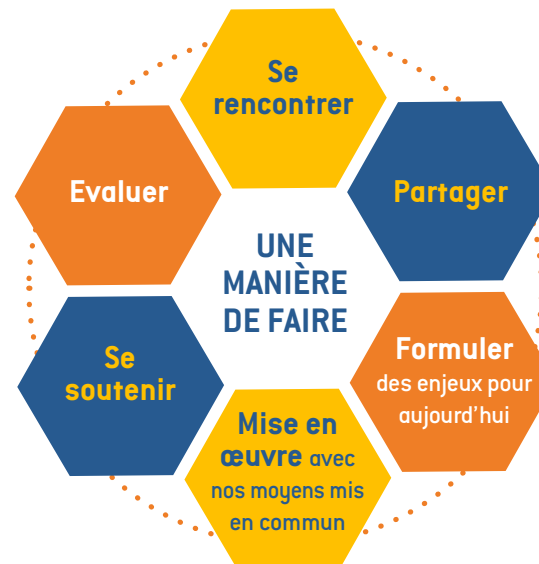 Se
rencontrer
Partager
Formuler
des enjeux pour
aujourd'hui
Mise en
œuvre avec
nos moyens mis
en commun
Se
soutenir
Evaluer
UNE
MANIÈRE
DE FAIRE